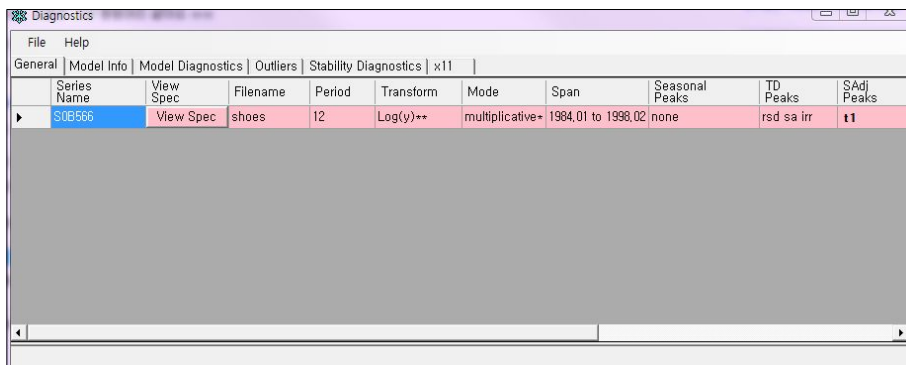 Diagnostics
File Help
General Model Info Model Diagnostics Outliers Stability Diagnostics x11
Series Name View Spec Filename Period Transform Mode Span Seasonal Peaks TD Peaks SAdj Peaks
S0B566 View Spec shoes 12 Log(y)** multiplicative* 1984,01 to 1998,02 none rsd sa irr t1